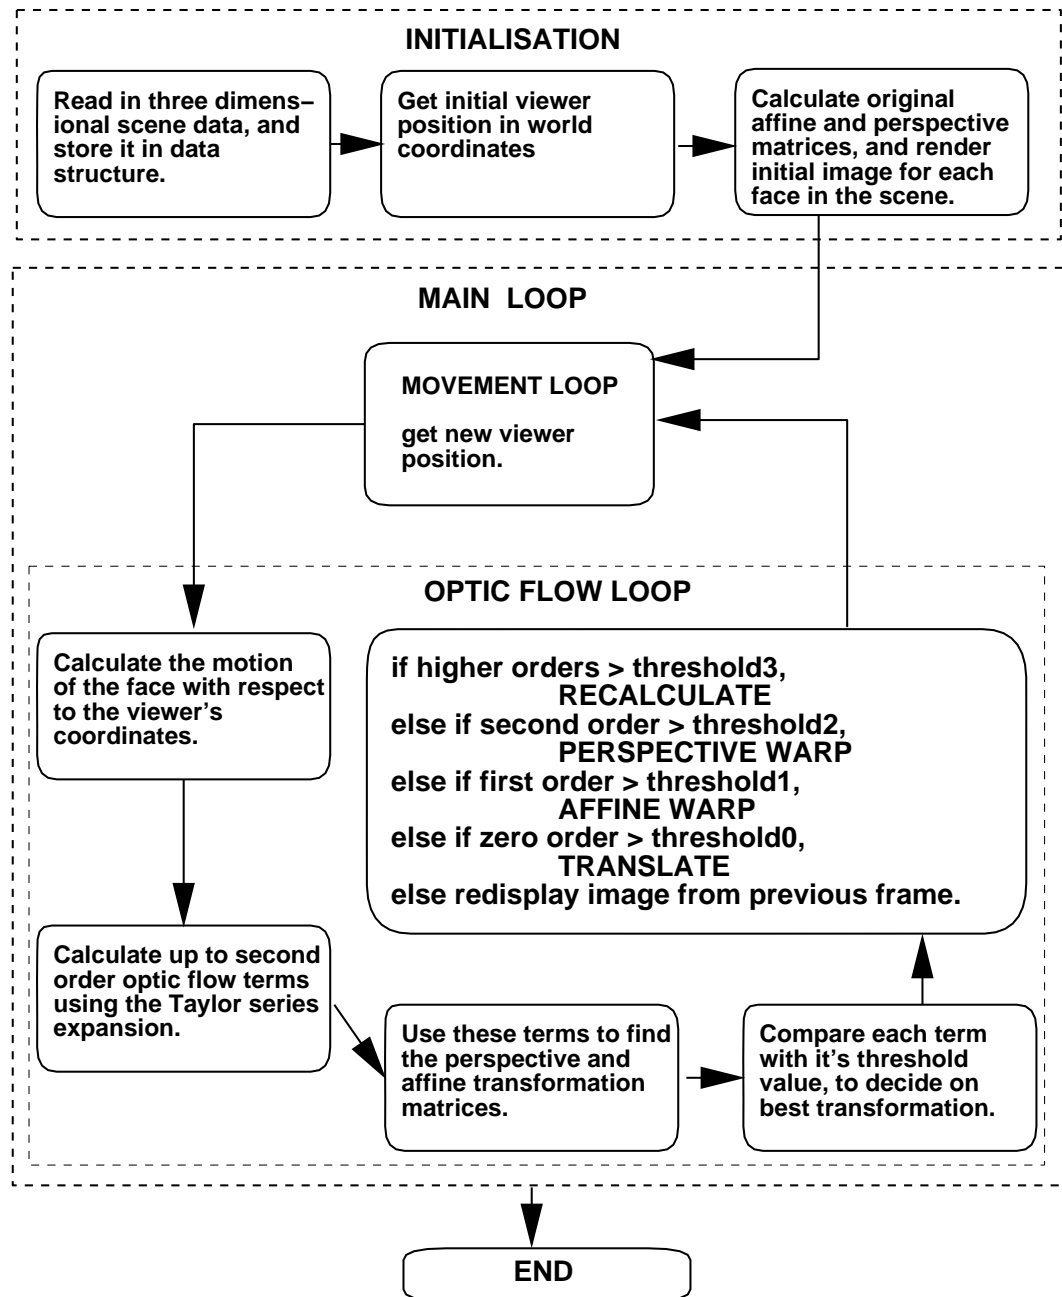 INITIALISATION
Read in three dimens–
ional scene data, and
store it in data
structure.
Get initial viewer
position in world
coordinates
Calculate original
affine and perspective
matrices, and render
initial image for each
face in the scene.
MAIN LOOP
MOVEMENT LOOP
get new viewer
position.
OPTIC FLOW LOOP
Calculate the motion
of the face with respect
to the viewer's
coordinates.
if higher orders > threshold3,
RECALCULATE
else if second order > threshold2,
PERSPECTIVE WARP
else if first order > threshold1,
AFFINE WARP
else if zero order > threshold0,
TRANSLATE
else redisplay image from previous frame.
Calculate up to second
order optic flow terms
using the Taylor series
expansion.
Use these terms to find
the perspective and
affine transformation
matrices.
Compare each term
with it's threshold
value, to decide on
best transformation.
END